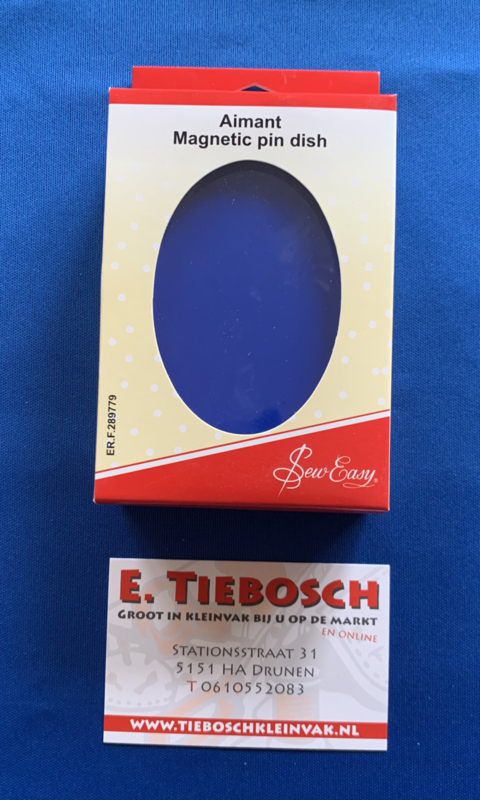 Aimant
Magnetic pin dish
ER.F.289779
Sew Easy®
E. TIEBOSCH
GROOT IN KLEINVAK BIJ U OP DE MARKT
EN ONLINE
STATIONSSTRAAT 31
5151 HA DRUNEN
T 0610552083
WWW.TIEBOSCHKLEINVAK.NL